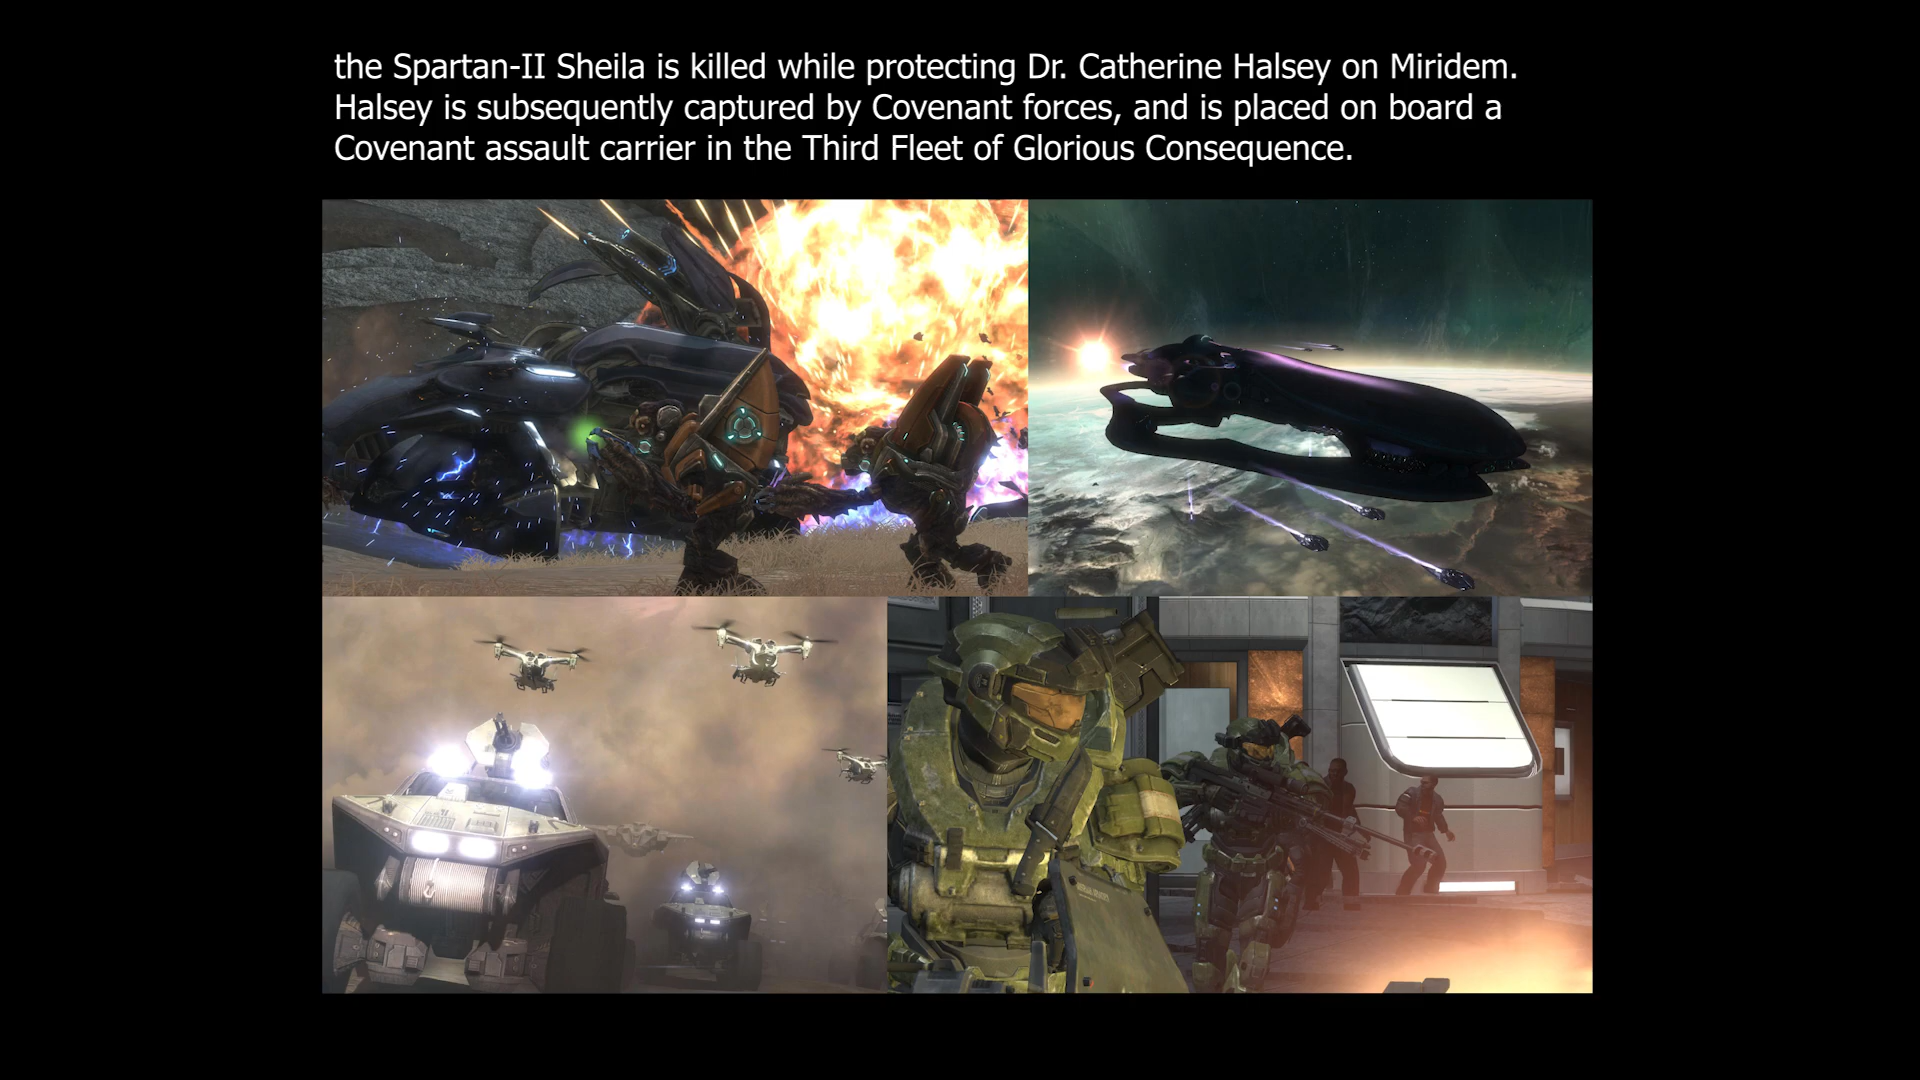 the Spartan-II Sheila is killed while protecting Dr. Catherine Halsey on Miridem.
Halsey is subsequently captured by Covenant forces, and is placed on board a
Covenant assault carrier in the Third Fleet of Glorious Consequence.